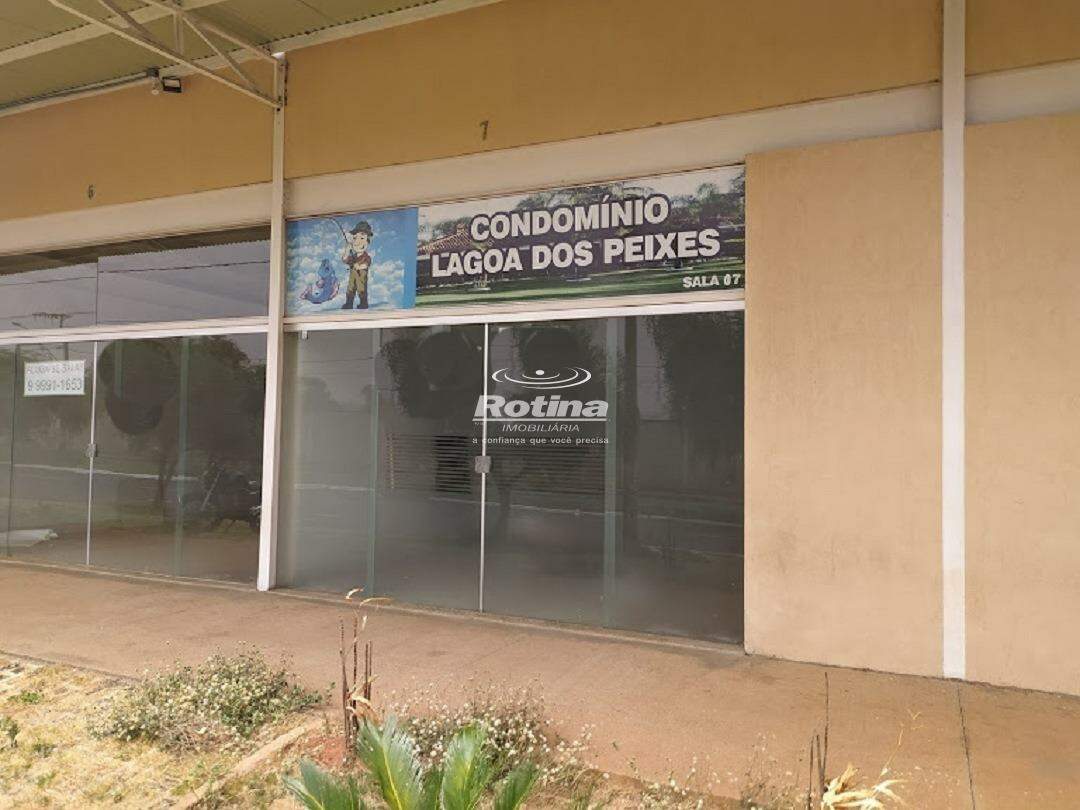 6
7
CONDOMÍNIO
LAGOA DOS PEIXES
SALA 07
9 9991-1653
Rotina
IMOBILIÁRIA
a confiança que você precisa